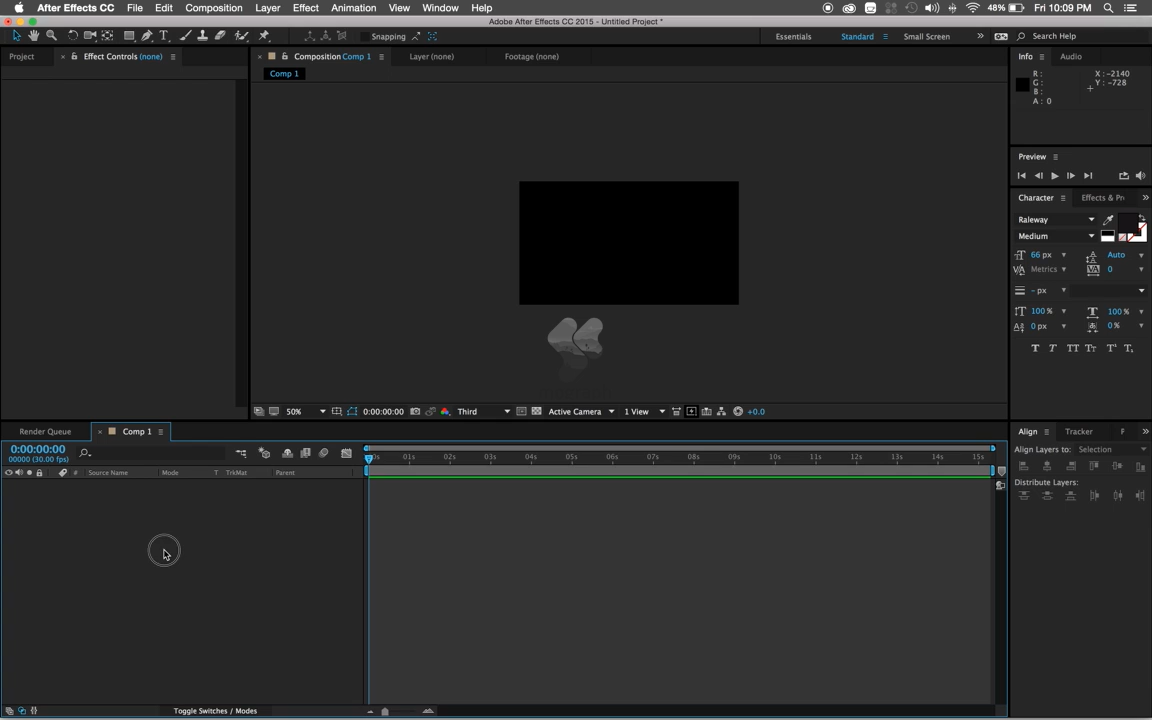 After Effects CC File Edit Composition Layer Effect Animation View Window Help 48% Fri 10:09 PM
Adobe After Effects CC 2015 - Untitled Project *
Snapping Essentials Standard Small Screen Search Help
Project Effect Controls (none) Composition Comp 1 Layer (none) Footage (none) Info Audio
Comp 1
R : X : -2140
G : Y : -728
B :
A : 0
Preview
Character Effects & Pr
Raleway
Medium
66 px Auto
Metrics 0
- px
100 % 100 %
0 px 0 %
T T TT Tт T¹ T₁
50% 0:00:00:00 Third Active Camera 1 View +0.0
Render Queue Comp 1 Align Tracker P
0:00:00:00
00000 (30.00 fps)
Align Layers to: Selection
01s 02s 03s 04s 05s 06s 07s 08s 09s 10s 11s 12s 13s 14s 15s
# Source Name Mode T TrkMat Parent
Distribute Layers:
Toggle Switches / Modes